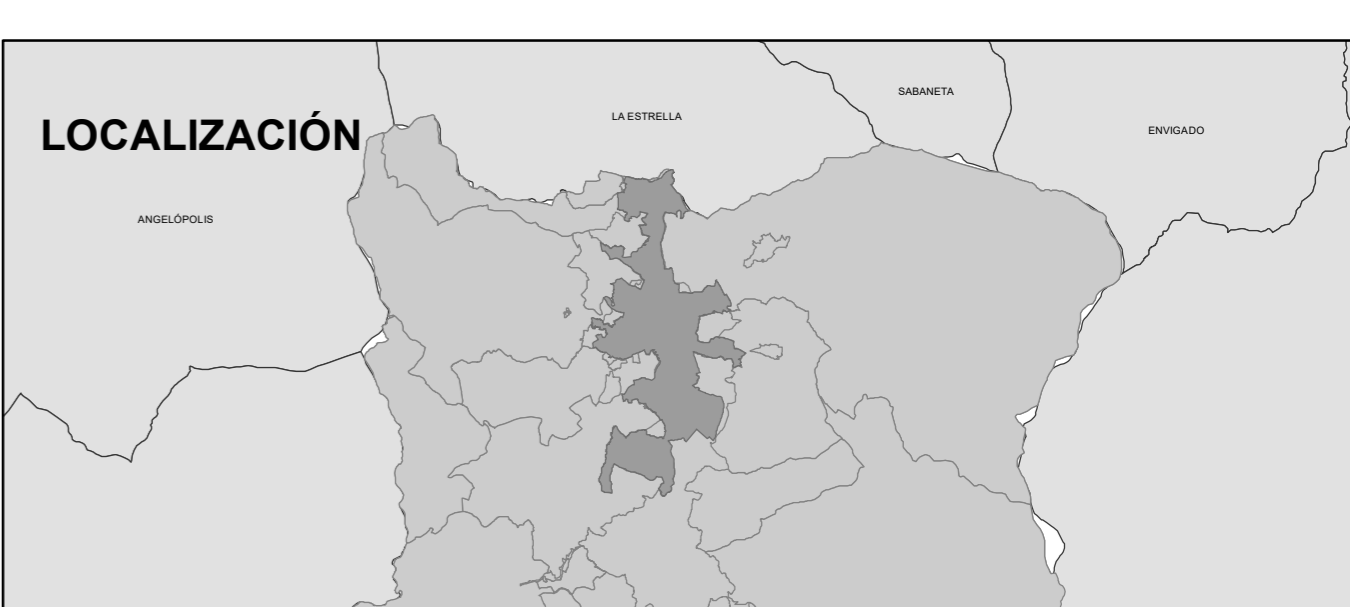 SABANETA
LA ESTRELLA
ENVIGADO
LOCALIZACIÓN
ANGELÓPOLIS